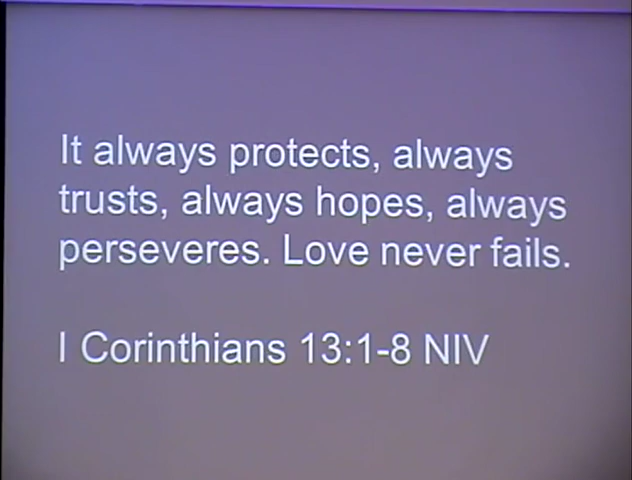 It always protects, always
trusts, always hopes, always
perseveres. Love never fails.
I Corinthians 13:1-8 NIV